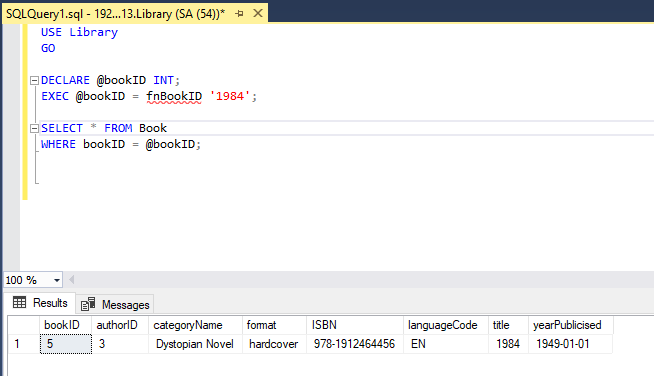 SQLQuery1.sql - 192...13.Library (SA (54))*
USE Library
GO
DECLARE @bookID INT;
EXEC @bookID = fnBookID '1984';
SELECT * FROM Book
WHERE bookID = @bookID;
100 %
Results Messages
bookID authorID categoryName format ISBN languageCode title yearPublicised
1 5 3 Dystopian Novel hardcover 978-1912464456 EN 1984 1949-01-01